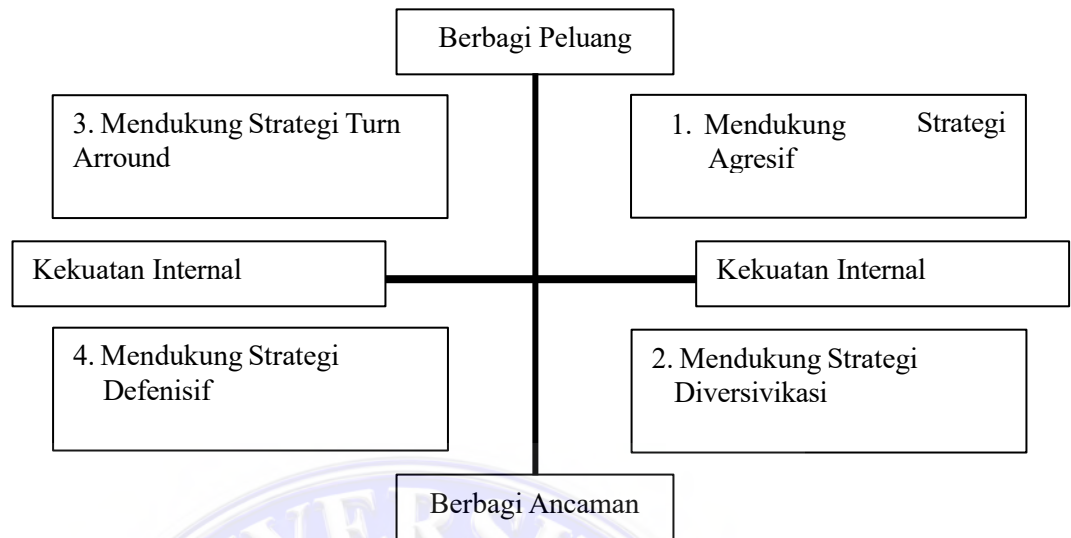 Berbagi Peluang
3. Mendukung Strategi Turn
Arround
1. Mendukung Strategi
Agresif
Kekuatan Internal
Kekuatan Internal
4. Mendukung Strategi
Defenisif
2. Mendukung Strategi
Diversivikasi
Berbagi Ancaman